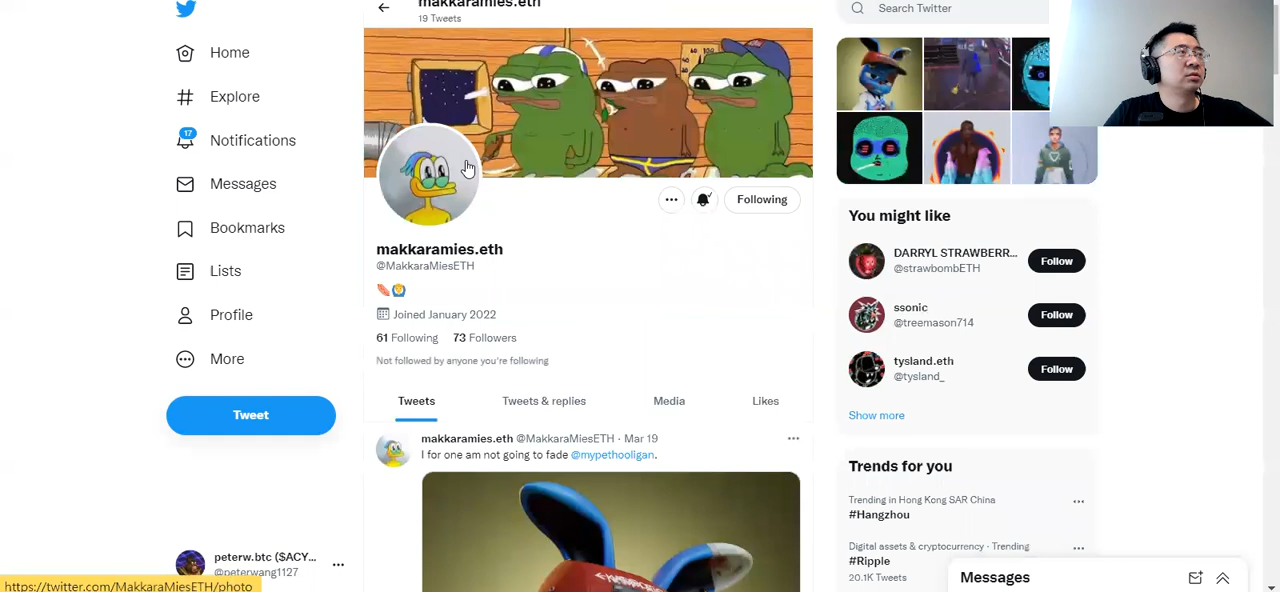 makkaramies.eth
19 Tweets
Search Twitter
Home
Explore
17
Notifications
Messages
Bookmarks
Lists
Profile
More
Tweet
peterw.btc ($ACY...
@peterwang1127
https://twitter.com/MakkaraMiesETH/photo
Following
makkaramies.eth
@MakkaraMiesETH
Joined January 2022
61 Following 73 Followers
Not followed by anyone you're following
Tweets Tweets & replies Media Likes
makkaramies.eth @MakkaraMiesETH · Mar 19
I for one am not going to fade @mypethooligan.
You might like
DARRYL STRAWBERR...
@strawbombETH
Follow
ssonic
@treemason714
Follow
tysland.eth
@tysland_
Follow
Show more
Trends for you
Trending in Hong Kong SAR China
#Hangzhou
Digital assets & cryptocurrency · Trending
#Ripple
20.1K Tweets
Messages